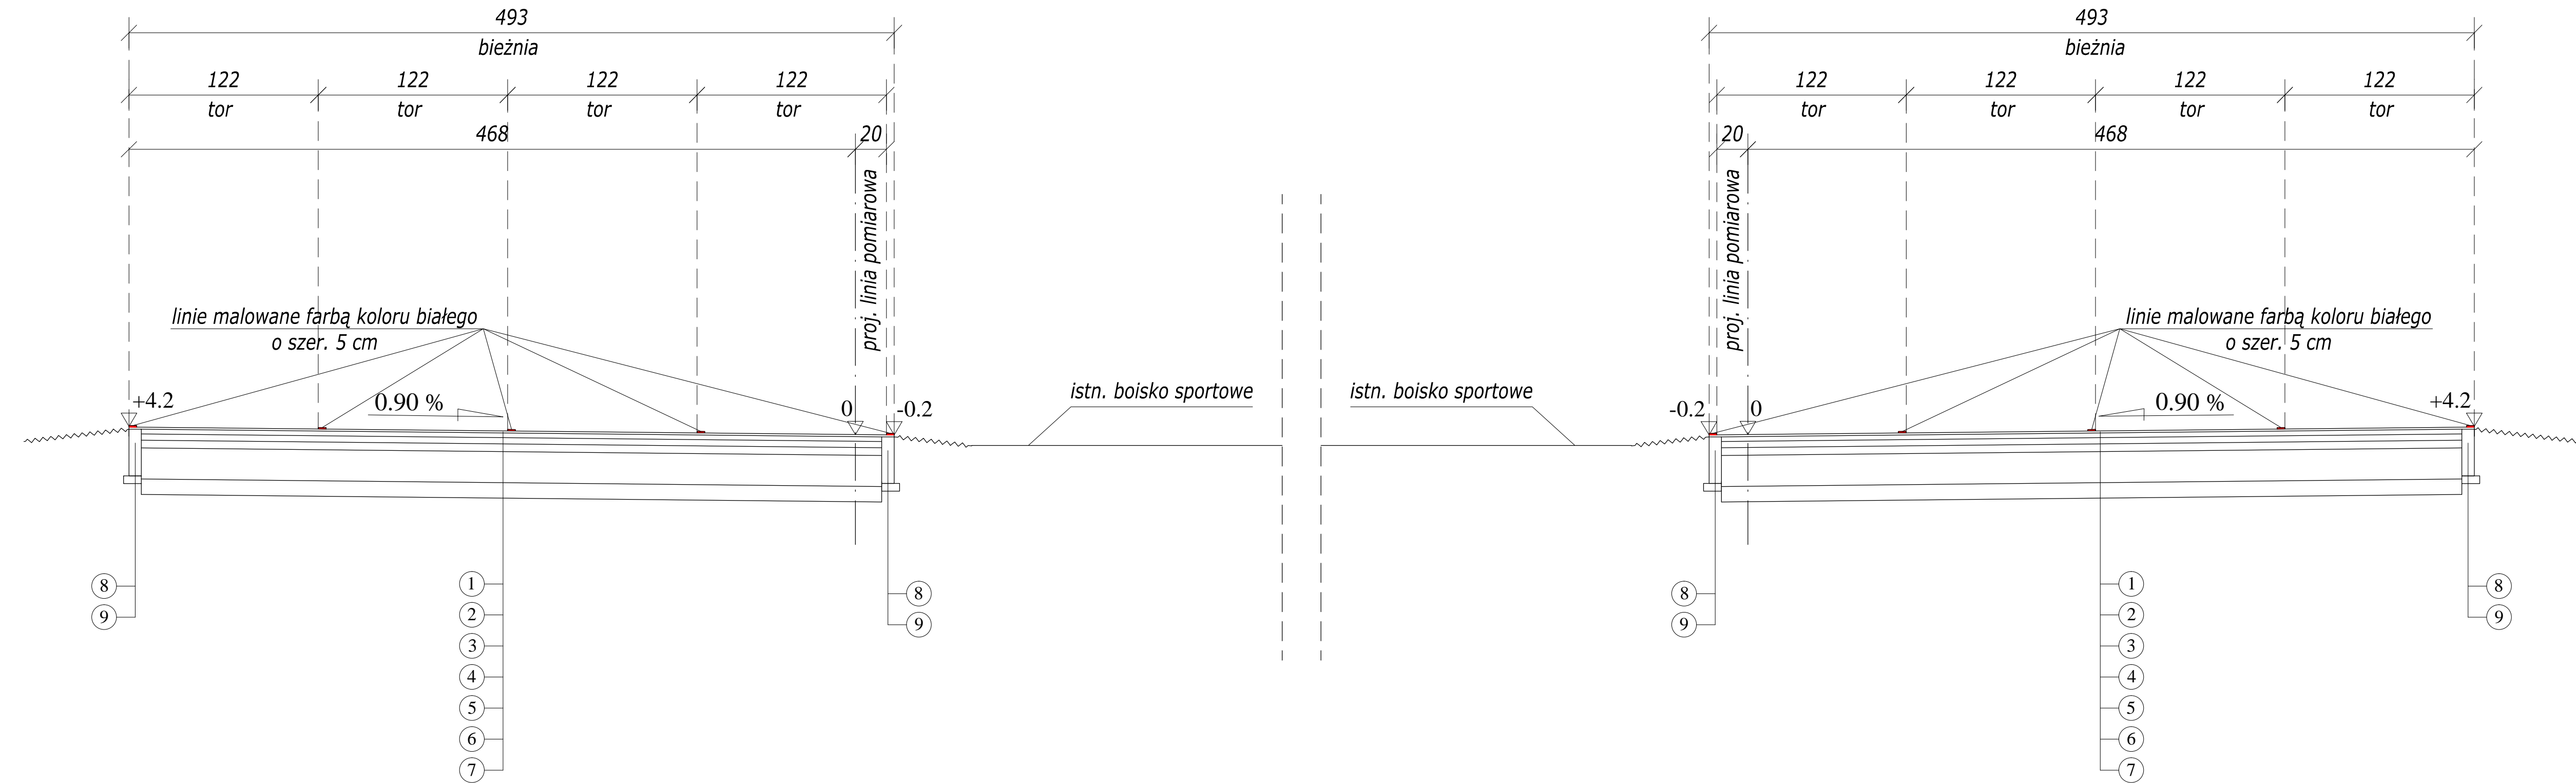 493
bieżnia
122 122 122 122
tor tor tor tor
468 20
proj. linia pomiarowa
linie malowane farbą koloru białego
o szer. 5 cm
+4.2
0.90 %
0
-0.2
istn. boisko sportowe
8
9
1
2
3
4
5
6
7
8
9
493
bieżnia
122 122 122 122
tor tor tor tor
20 468
proj. linia pomiarowa
linie malowane farbą koloru białego
o szer. 5 cm
istn. boisko sportowe
-0.2
0
0.90 %
+4.2
8
9
1
2
3
4
5
6
7
8
9